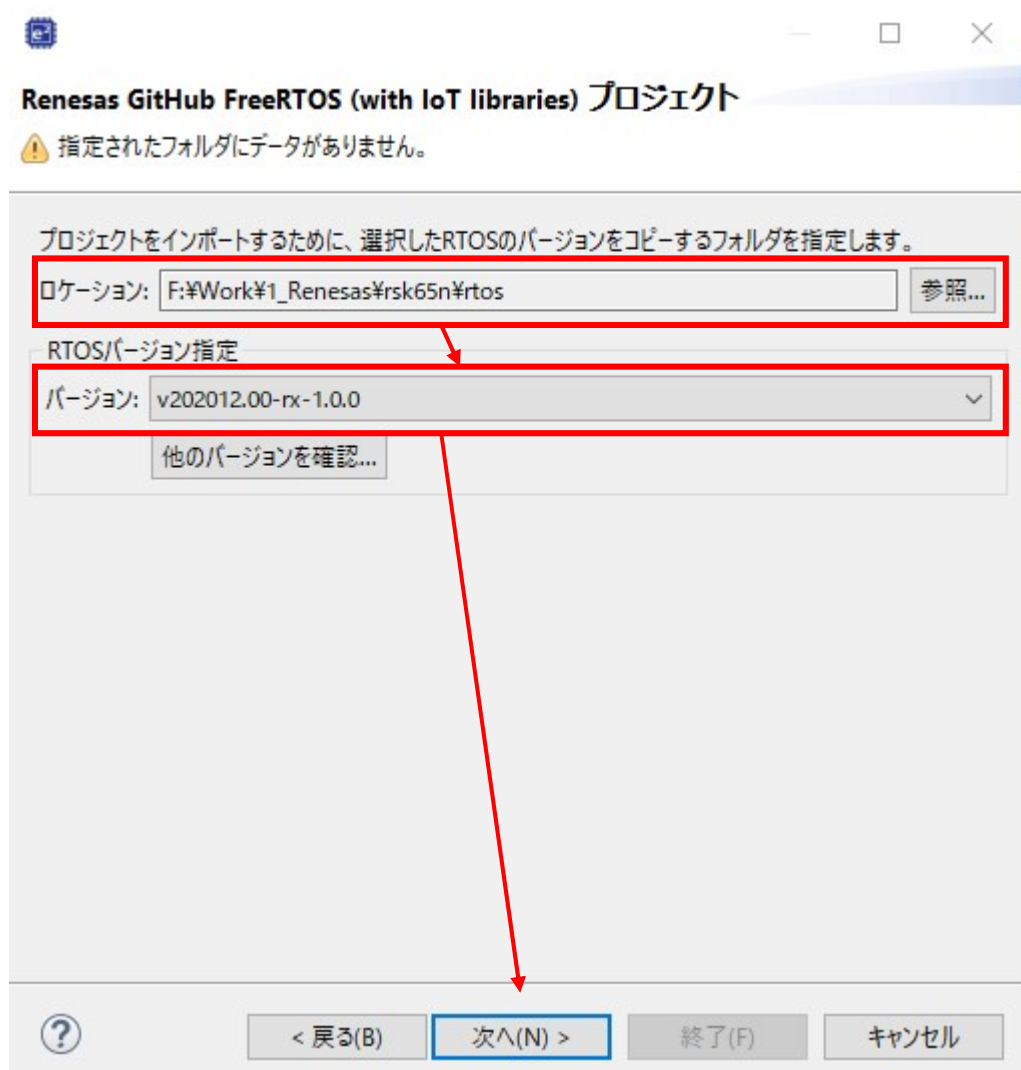 e²
Renesas GitHub FreeRTOS (with IoT libraries) プロジェクト
指定されたフォルダにデータがありません。
プロジェクトをインポートするために、選択したRTOSのバージョンをコピーするフォルダを指定します。
ロケーション: F:¥Work¥1_Renesas¥rsk65n¥rtos 参照...
RTOSバージョン指定
バージョン: v202012.00-rx-1.0.0
他のバージョンを確認...
? < 戻る(B) 次へ(N) > 終了(F) キャンセル